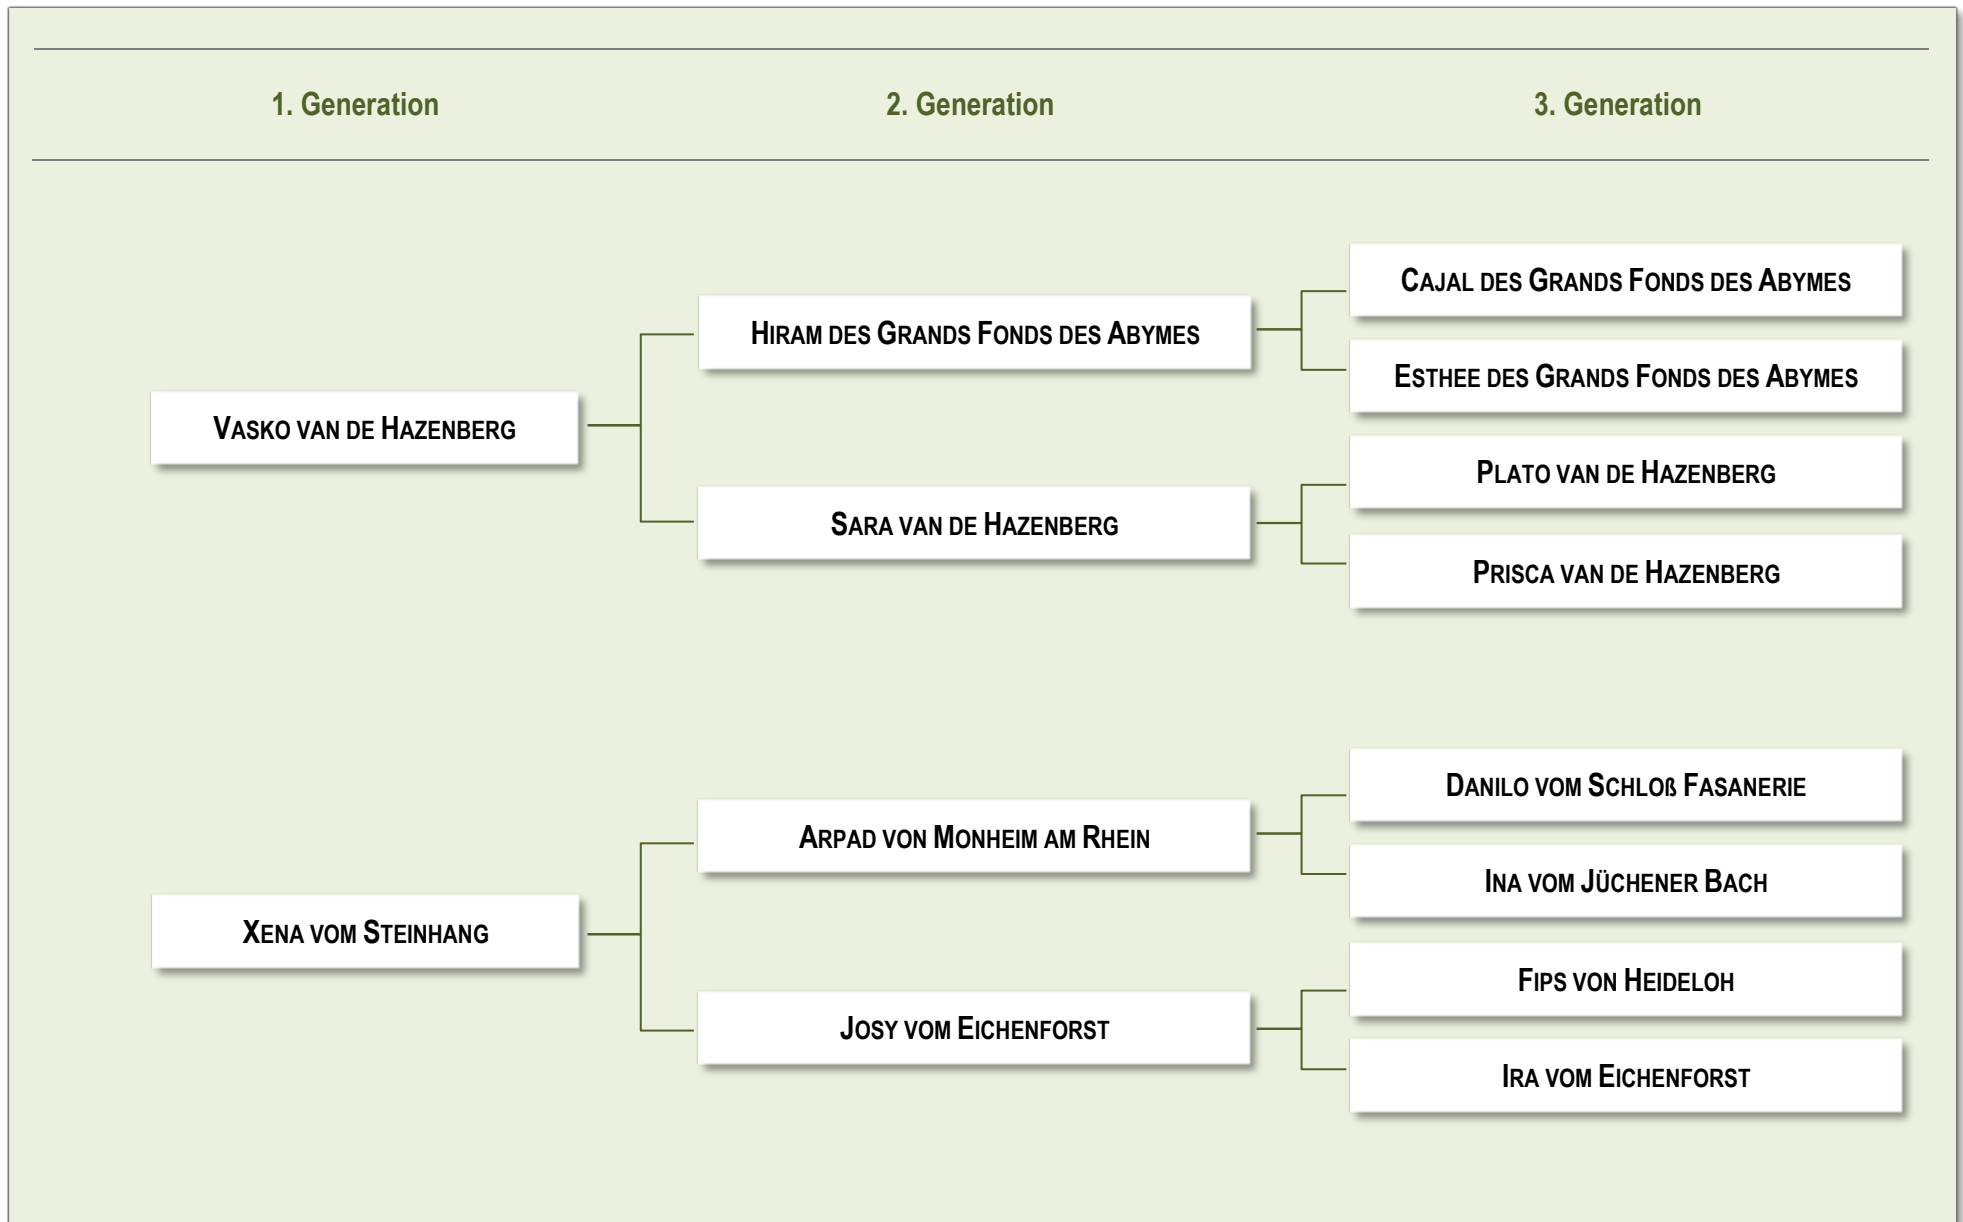 1. Generation 2. Generation 3. Generation
CAJAL DES GRANDS FONDS DES ABYMES
HIRAM DES GRANDS FONDS DES ABYMES
ESTHEE DES GRANDS FONDS DES ABYMES
VASKO VAN DE HAZENBERG
PLATO VAN DE HAZENBERG
SARA VAN DE HAZENBERG
PRISCA VAN DE HAZENBERG
DANILO VOM SCHLOß FASANERIE
ARPAD VON MONHEIM AM RHEIN
INA VOM JÜCHENER BACH
XENA VOM STEINHANG
FIPS VON HEIDELOH
JOSY VOM EICHENFORST
IRA VOM EICHENFORST